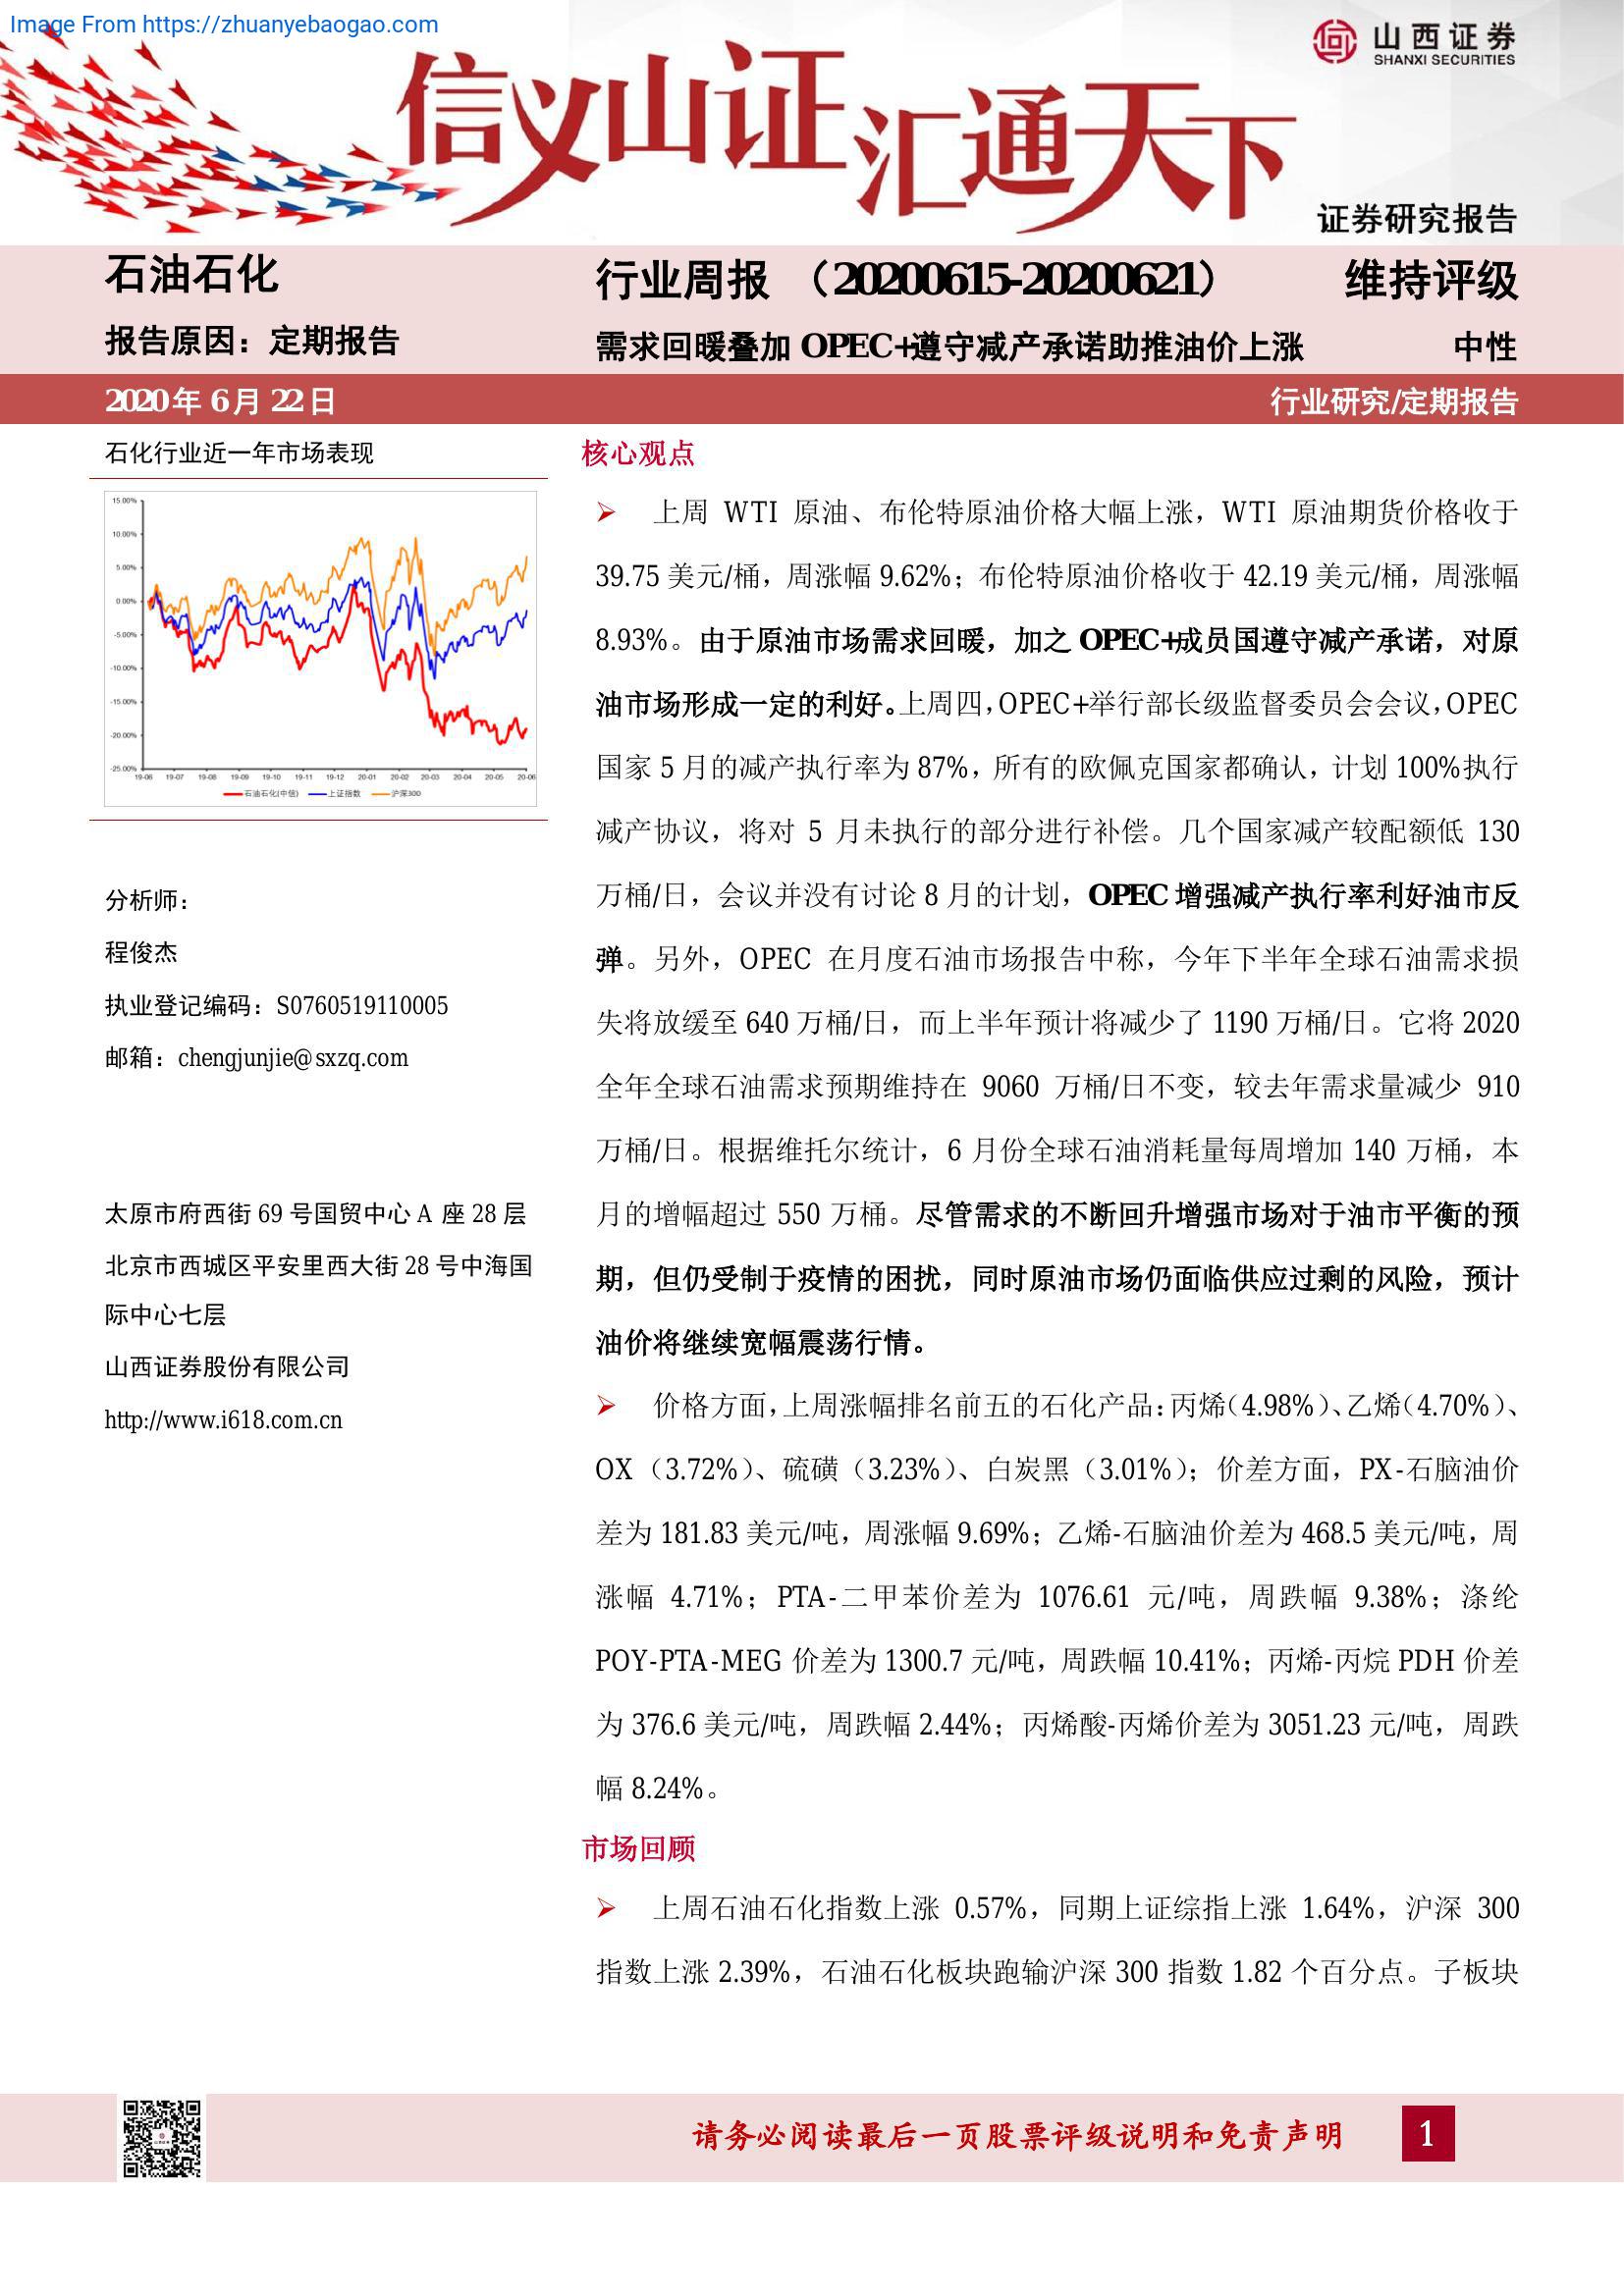 Image From https://zhuanyebaogao.com
山西证券
SHANXI SECURITIES
信义山证汇通天下
证券研究报告
石油石化
报告原因：定期报告
行业周报 （20200615-20200621）
维持评级
需求回暖叠加 OPEC+遵守减产承诺助推油价上涨
中性
2020 年 6 月 22 日
行业研究/定期报告
石化行业近一年市场表现
15.00%
10.00%
5.00%
0.00%
-5.00%
-10.00%
-15.00%
-20.00%
-25.00%
19-06 19-07 19-08 19-09 19-10 19-11 19-12 20-01 20-02 20-03 20-04 20-05 20-06
石油石化(中信) 上证指数 沪深300
分析师：
程俊杰
执业登记编码：S0760519110005
邮箱：chengjunjie@sxzq.com
太原市府西街 69 号国贸中心 A 座 28 层
北京市西城区平安里西大街 28 号中海国
际中心七层
山西证券股份有限公司
http://www.i618.com.cn
核心观点
上周 WTI 原油、布伦特原油价格大幅上涨，WTI 原油期货价格收于
39.75 美元/桶，周涨幅 9.62%；布伦特原油价格收于 42.19 美元/桶，周涨幅
8.93%。由于原油市场需求回暖，加之 OPEC+成员国遵守减产承诺，对原
油市场形成一定的利好。上周四，OPEC+举行部长级监督委员会会议，OPEC
国家 5 月的减产执行率为 87%，所有的欧佩克国家都确认，计划 100%执行
减产协议，将对 5 月未执行的部分进行补偿。几个国家减产较配额低 130
万桶/日，会议并没有讨论 8 月的计划，OPEC 增强减产执行率利好油市反
弹。另外，OPEC 在月度石油市场报告中称，今年下半年全球石油需求损
失将放缓至 640 万桶/日，而上半年预计将减少了 1190 万桶/日。它将 2020
全年全球石油需求预期维持在 9060 万桶/日不变，较去年需求量减少 910
万桶/日。根据维托尔统计，6 月份全球石油消耗量每周增加 140 万桶，本
月的增幅超过 550 万桶。尽管需求的不断回升增强市场对于油市平衡的预
期，但仍受制于疫情的困扰，同时原油市场仍面临供应过剩的风险，预计
油价将继续宽幅震荡行情。
价格方面，上周涨幅排名前五的石化产品：丙烯（4.98%）、乙烯（4.70%）、
OX（3.72%）、硫磺（3.23%）、白炭黑（3.01%）；价差方面，PX-石脑油价
差为 181.83 美元/吨，周涨幅 9.69%；乙烯-石脑油价差为 468.5 美元/吨，周
涨幅 4.71%；PTA-二甲苯价差为 1076.61 元/吨，周跌幅 9.38%；涤纶
POY-PTA-MEG 价差为 1300.7 元/吨，周跌幅 10.41%；丙烯-丙烷 PDH 价差
为 376.6 美元/吨，周跌幅 2.44%；丙烯酸-丙烯价差为 3051.23 元/吨，周跌
幅 8.24%。
市场回顾
上周石油石化指数上涨 0.57%，同期上证综指上涨 1.64%，沪深 300
指数上涨 2.39%，石油石化板块跑输沪深 300 指数 1.82 个百分点。子板块
请务必阅读最后一页股票评级说明和免责声明
1